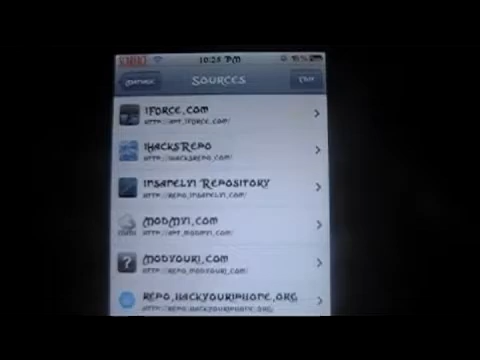 10:25 PM
Manage
Sources
Edit
iForce.com
http://apt.iforce.com/
iHacksRepo
http://ihacksrepo.com/
Insanelyi Repository
http://repo.insanelyi.com/
ModMyi.com
http://apt.modmyi.com/
Modyouri.com
http://repo.modyouri.com/
repo.hackyouriphone.org
http://repo.hackyouriphone.org/